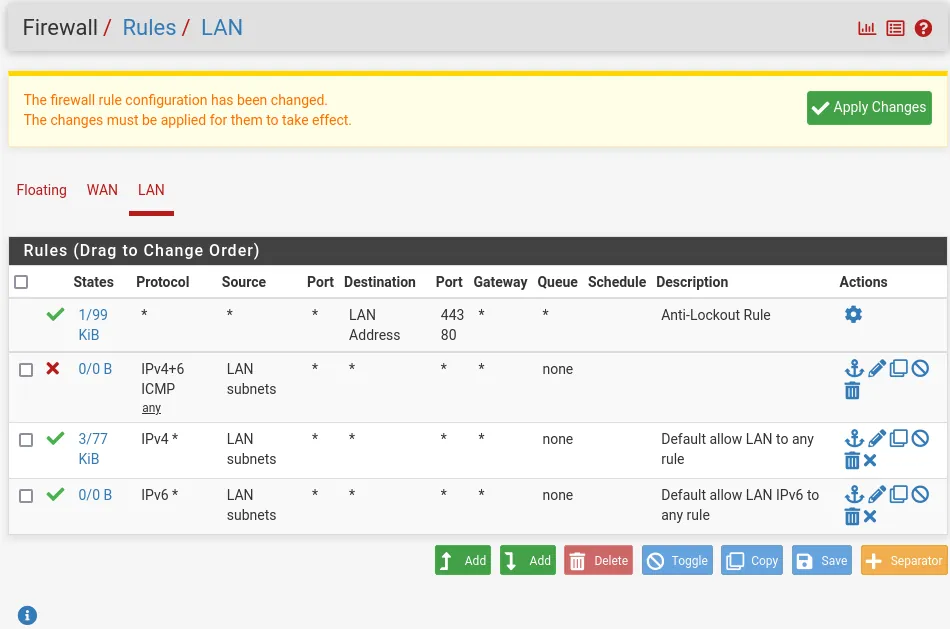 Firewall / Rules / LAN
The firewall rule configuration has been changed.
The changes must be applied for them to take effect.
Apply Changes
Floating WAN LAN
Rules (Drag to Change Order)
States Protocol Source Port Destination Port Gateway Queue Schedule Description Actions
1/99 * * * LAN 443 * * Anti-Lockout Rule
KiB Address 80
0/0 B IPv4+6 LAN * * * * none
ICMP subnets
any
3/77 IPv4 * LAN * * * * none Default allow LAN to any
KiB subnets rule
0/0 B IPv6 * LAN * * * * none Default allow LAN IPv6 to
subnets any rule
Add Add Delete Toggle Copy Save Separator